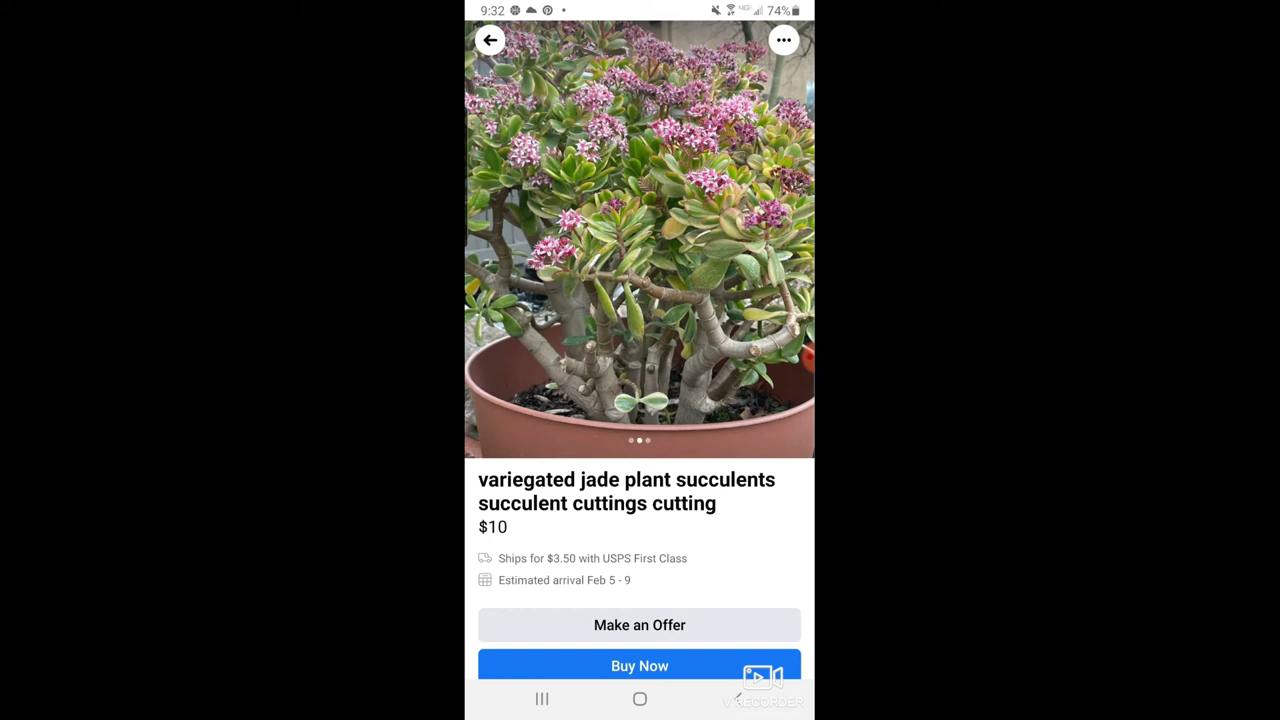 9:32
74%
variegated jade plant succulents
succulent cuttings cutting
$10
Ships for $3.50 with USPS First Class
Estimated arrival Feb 5 - 9
Make an Offer
Buy Now
V RECORDER